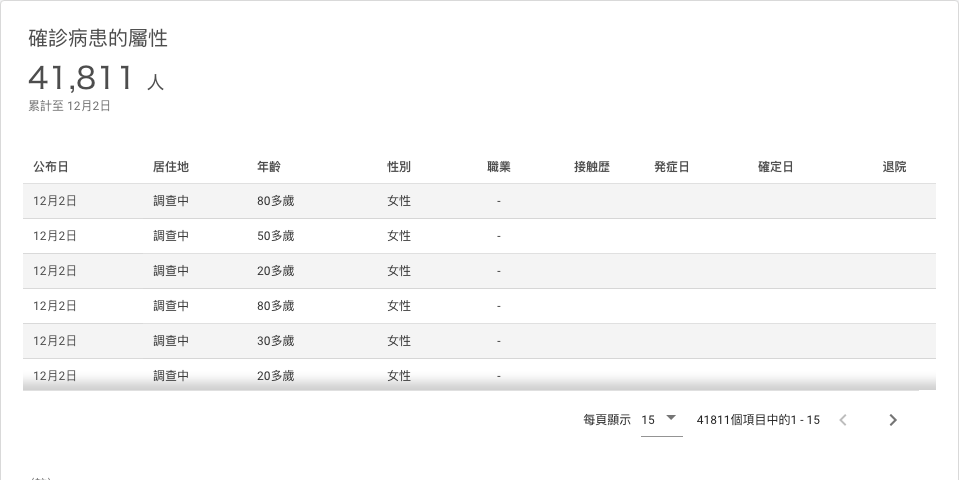 確診病患的屬性
41,811 人
累計至 12月2日
公布日 居住地 年齡 性別 職業 接触歴 発症日 確定日 退院
12月2日 調查中 80多歲 女性 -
12月2日 調查中 50多歲 女性 -
12月2日 調查中 20多歲 女性 -
12月2日 調查中 80多歲 女性 -
12月2日 調查中 30多歲 女性 -
12月2日 調查中 20多歲 女性 -
每頁顯示 15 41811個項目中的1 - 15